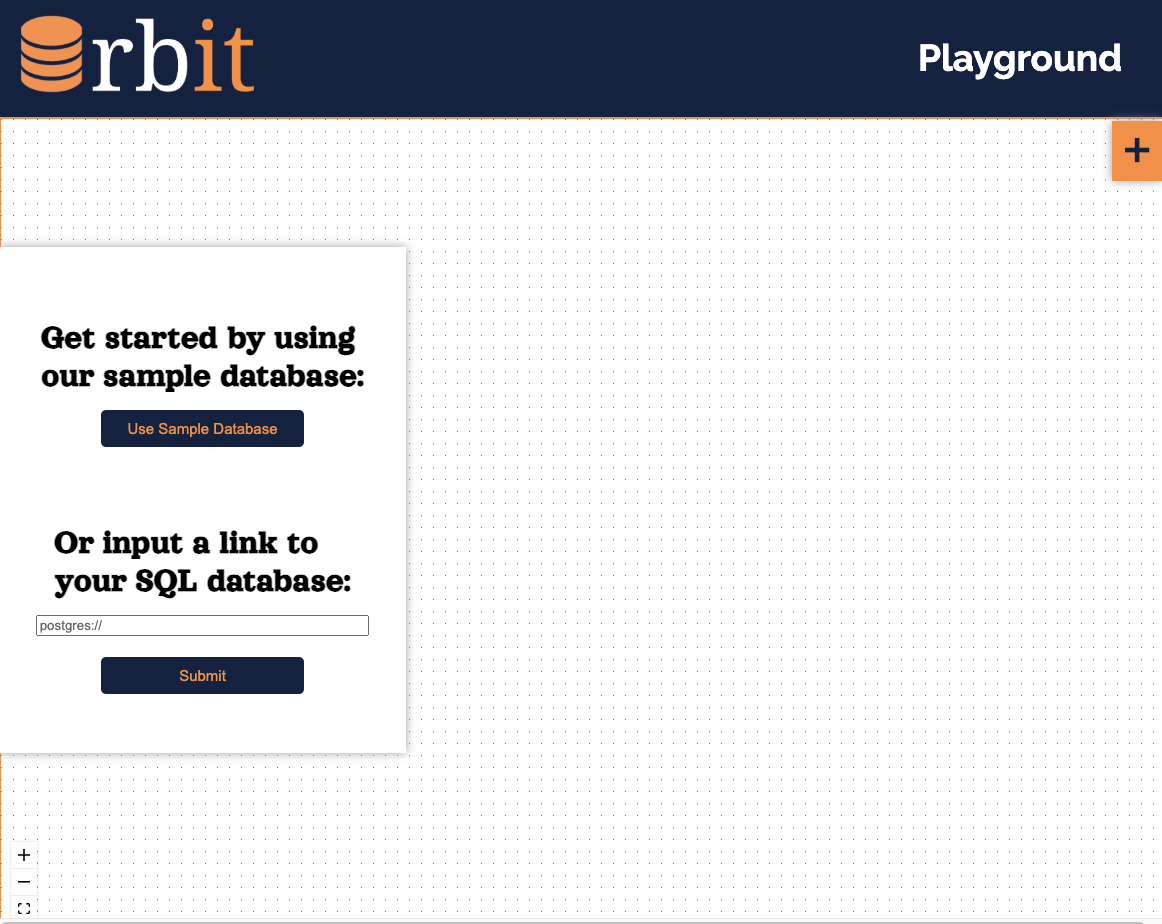 Orbit
Playground
+
Get started by using
our sample database:
Use Sample Database
Or input a link to
your SQL database:
postgres://
Submit
+
−